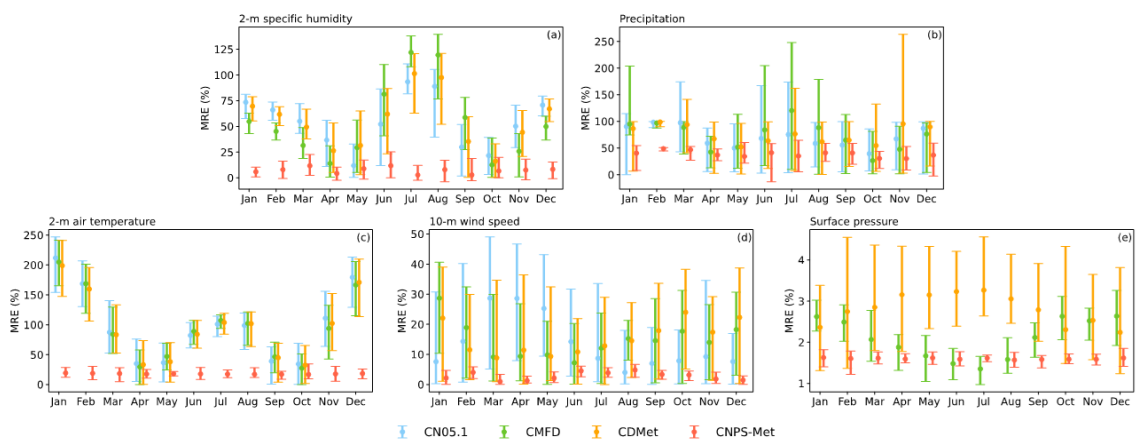 2-m specific humidity
(a)
MRE (%)
125
100
75
50
25
0
Jan Feb Mar Apr May Jun Jul Aug Sep Oct Nov Dec
Precipitation
(b)
MRE (%)
250
200
150
100
50
0
Jan Feb Mar Apr May Jun Jul Aug Sep Oct Nov Dec
2-m air temperature
(c)
MRE (%)
250
200
150
100
50
0
Jan Feb Mar Apr May Jun Jul Aug Sep Oct Nov Dec
10-m wind speed
(d)
MRE (%)
50
40
30
20
10
0
Jan Feb Mar Apr May Jun Jul Aug Sep Oct Nov Dec
Surface pressure
(e)
MRE (%)
4
3
2
1
Jan Feb Mar Apr May Jun Jul Aug Sep Oct Nov Dec
CN05.1 CMFD CDMet CNPS-Met